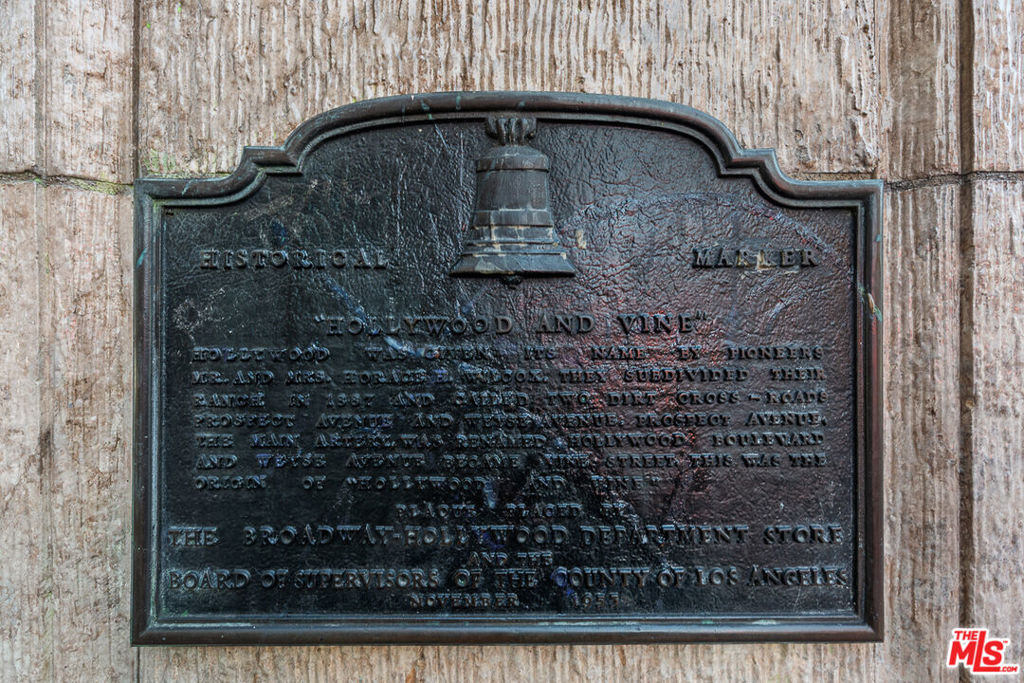 HISTORICAL MARKER
"HOLLYWOOD AND VINE"
HOLLYWOOD WAS GIVEN ITS NAME BY PIONEERS
MR. AND MRS. HORACE H. WILCOX. THEY SUBDIVIDED THEIR
RANCH IN 1887 AND CALLED TWO DIRT CROSS-ROADS
PROSPECT AVENUE AND WEYSE AVENUE. PROSPECT AVENUE,
THE MAIN ARTERY, WAS RENAMED HOLLYWOOD BOULEVARD
AND WEYSE AVENUE BECAME VINE STREET. THIS WAS THE
ORIGIN OF "HOLLYWOOD AND VINE"
PLAQUE PLACED BY
THE BROADWAY-HOLLYWOOD DEPARTMENT STORE
AND THE
BOARD OF SUPERVISORS OF THE COUNTY OF LOS ANGELES
NOVEMBER
THE
MLS
.COM